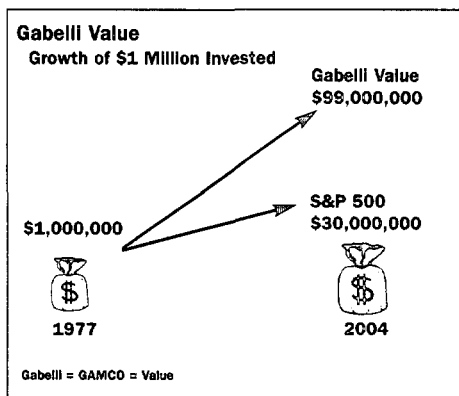 Gabelli Value
Growth of $1 Million Invested
Gabelli Value
$99,000,000
S&P 500
$30,000,000
$1,000,000
$
$
1977
2004
Gabelli = GAMCO = Value